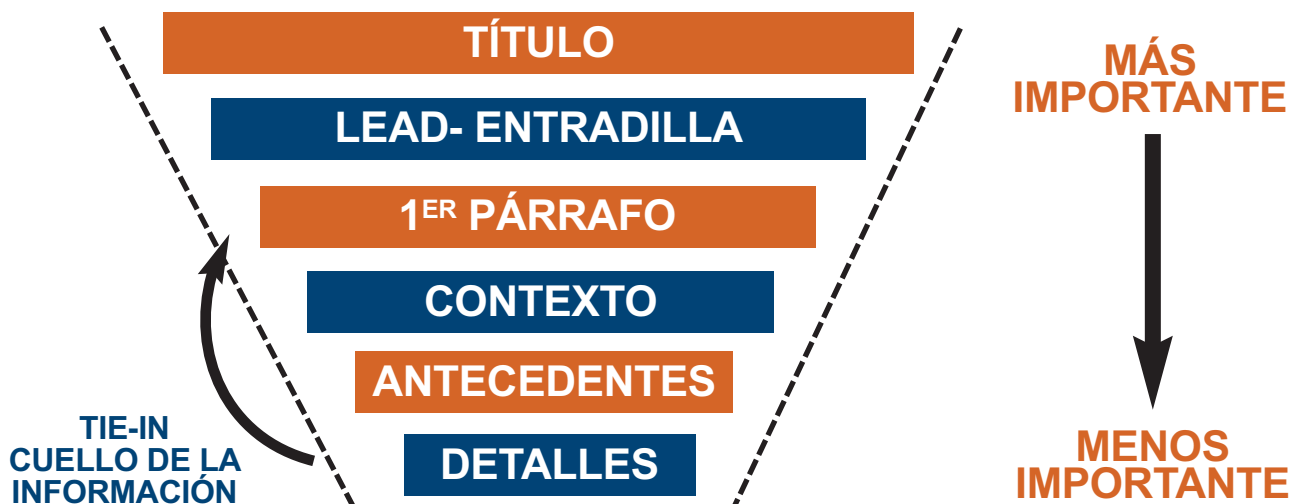 TÍTULO
LEAD- ENTRADILLA
1ER PÁRRAFO
CONTEXTO
ANTECEDENTES
DETALLES
TIE-IN
CUELLO DE LA
INFORMACIÓN
MÁS
IMPORTANTE
MENOS
IMPORTANTE